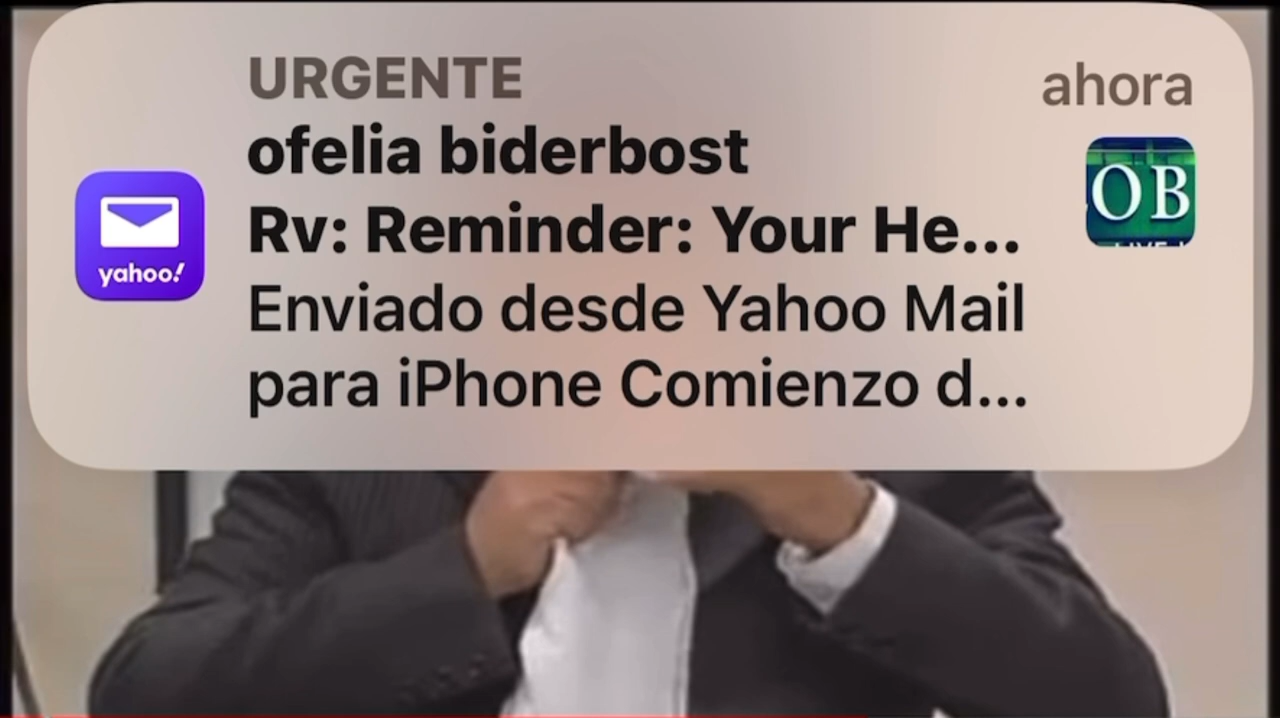 URGENTE
ahora
ofelia biderbost
Rv: Reminder: Your He...
Enviado desde Yahoo Mail
para iPhone Comienzo d...
yahoo!
OB